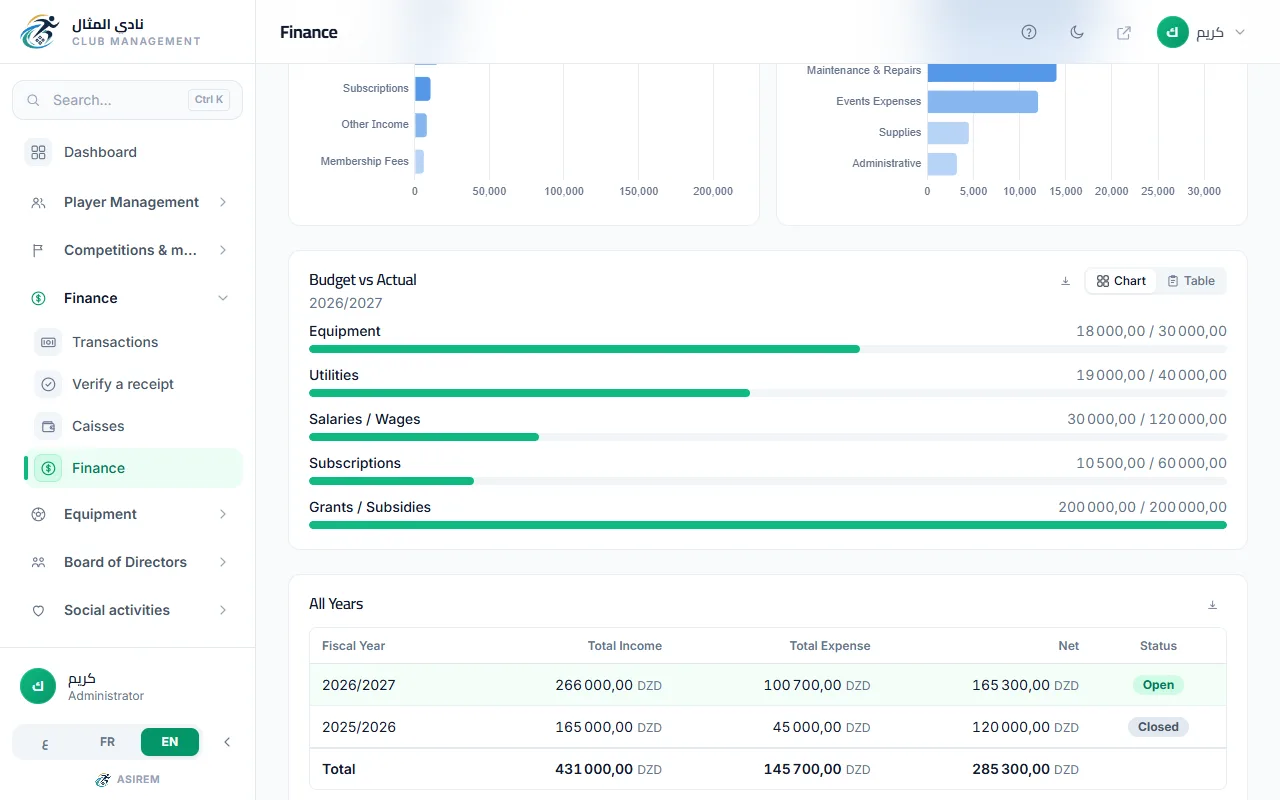 نادي المثال
CLUB MANAGEMENT
Search...
Ctrl K
Dashboard
Player Management
Competitions & m...
Finance
Transactions
Verify a receipt
Caisses
Finance
Equipment
Board of Directors
Social activities
ك
كريم
Administrator
ع
FR
EN
ASIREM
Finance
ك
كريم
Subscriptions
Other Income
Membership Fees
0
50,000
100,000
150,000
200,000
Maintenance & Repairs
Events Expenses
Supplies
Administrative
0
5,000
10,000
15,000
20,000
25,000
30,000
Budget vs Actual
2026/2027
Chart
Table
Equipment
18 000,00 / 30 000,00
Utilities
19 000,00 / 40 000,00
Salaries / Wages
30 000,00 / 120 000,00
Subscriptions
10 500,00 / 60 000,00
Grants / Subsidies
200 000,00 / 200 000,00
All Years
Fiscal Year Total Income Total Expense Net Status
2026/2027 266 000,00 DZD 100 700,00 DZD 165 300,00 DZD Open
2025/2026 165 000,00 DZD 45 000,00 DZD 120 000,00 DZD Closed
Total 431 000,00 DZD 145 700,00 DZD 285 300,00 DZD